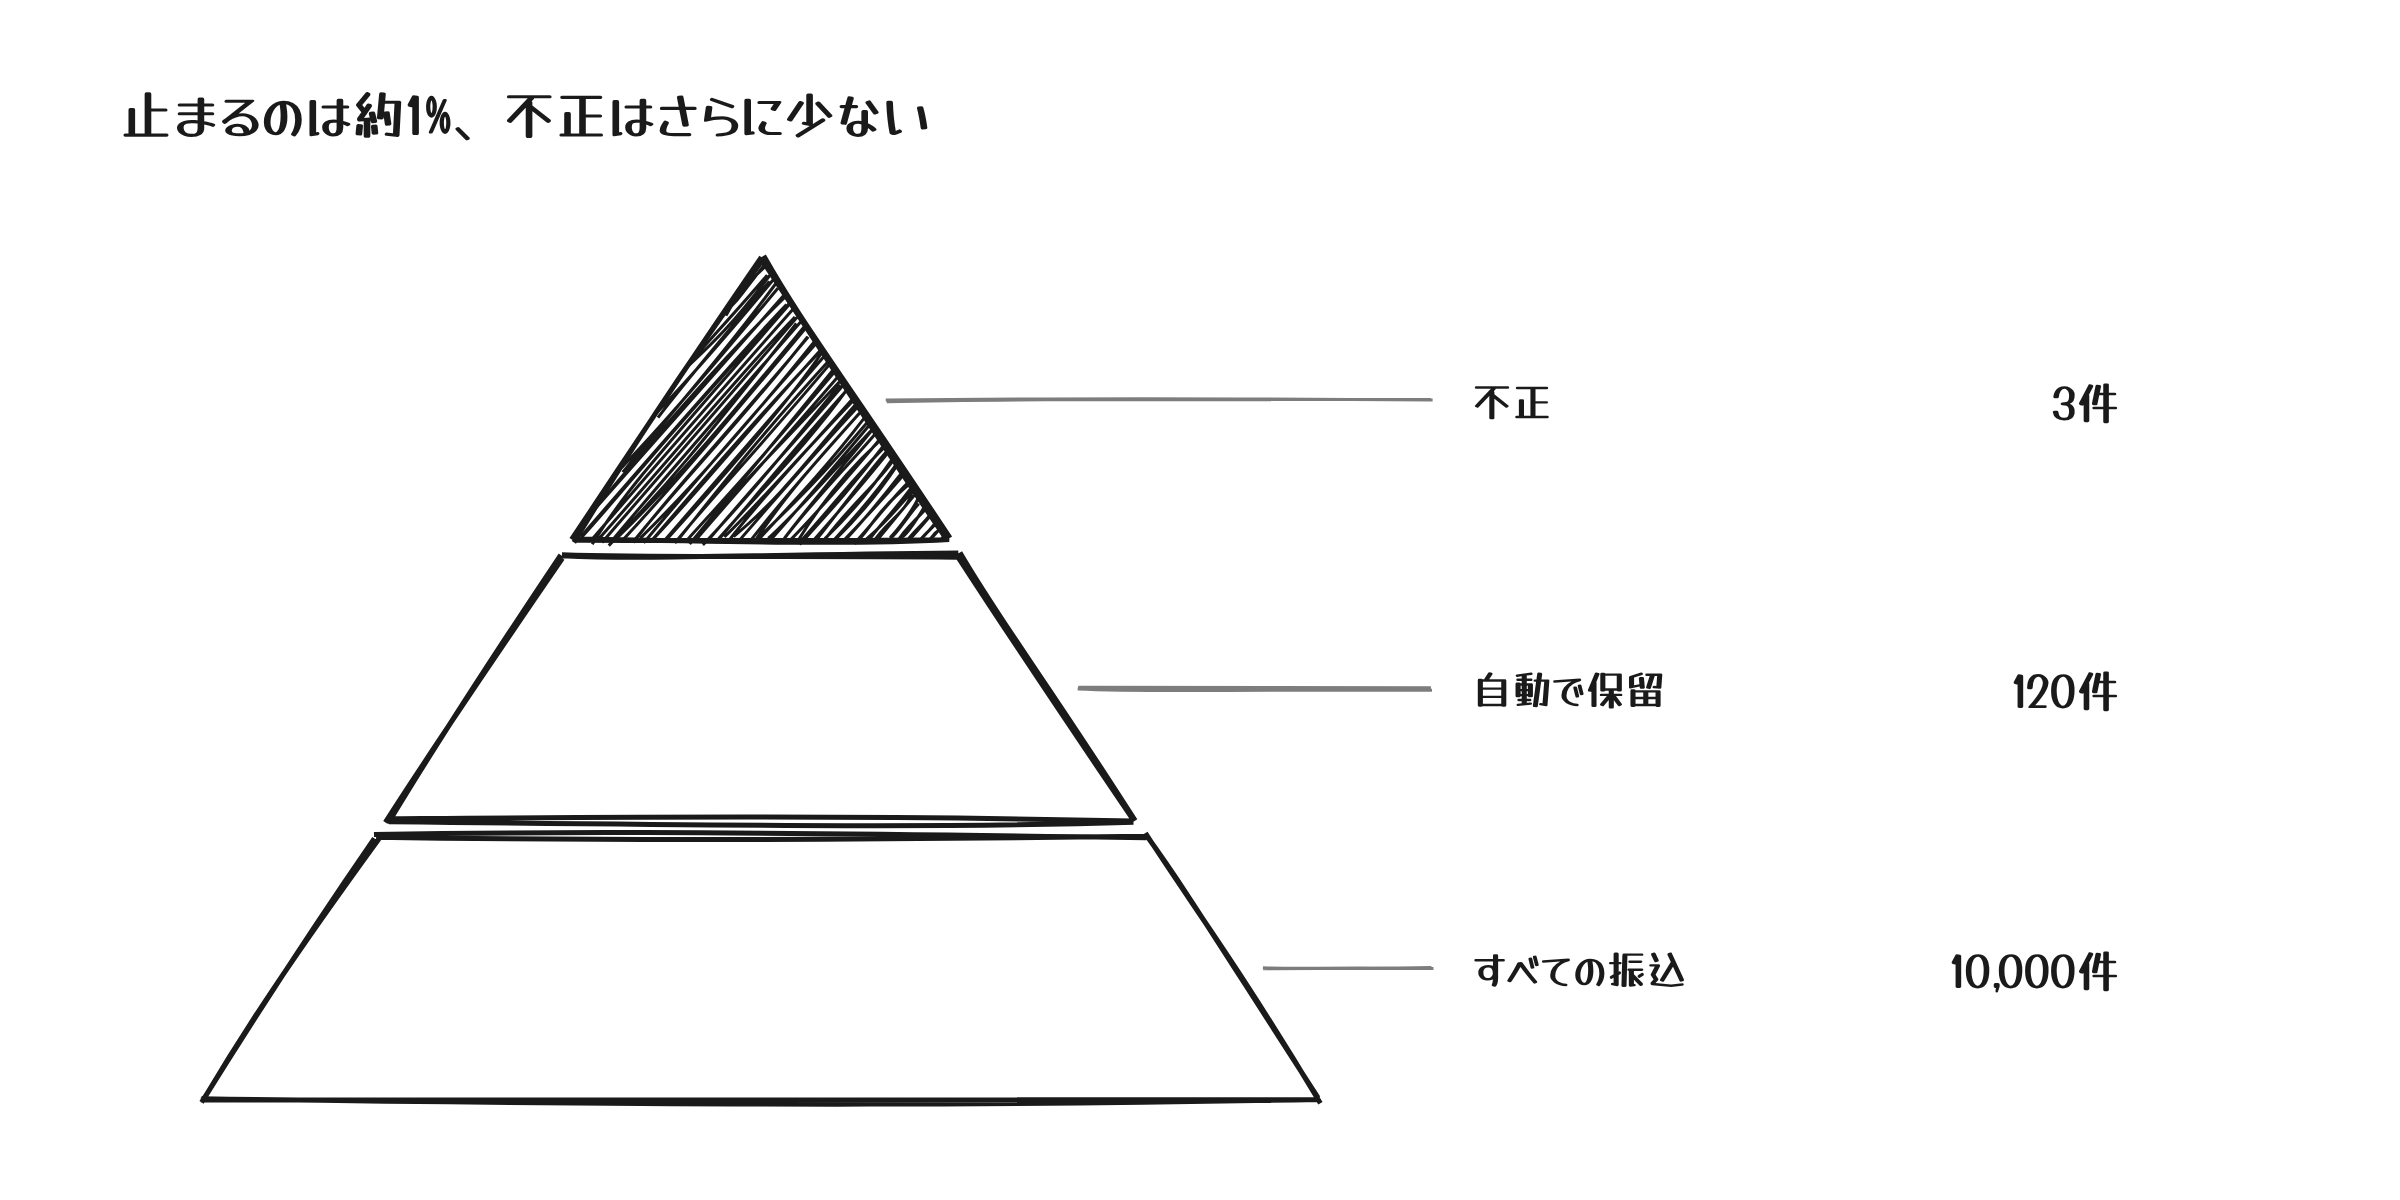 止まるのは約1%、不正はさらに少ない
不正 3件
自動で保留 120件
すべての振込 10,000件